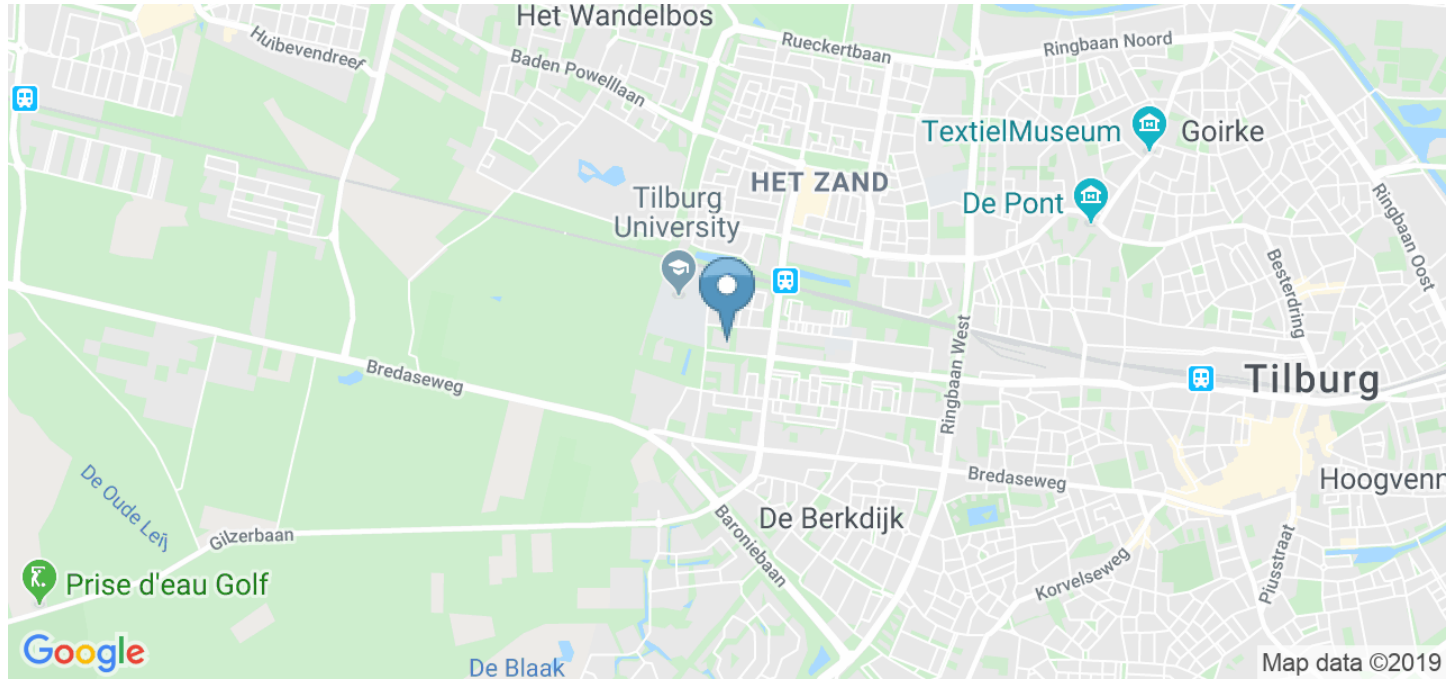 Het Wandelbos
Huibevendreef
Baden Powelllaan
Rueckertbaan
Ringbaan Noord
TextielMuseum
Goirke
HET ZAND
De Pont
Tilburg
University
Ringbaan Oost
Besterdring
Ringbaan West
Bredaseweg
Tilburg
De Oude Leij
Gilzerbaan
Baroniebaan
De Berkdijk
Bredaseweg
Hoogvenn
Prise d'eau Golf
Korvelseweg
Piusstraat
Google
De Blaak
Map data ©2019